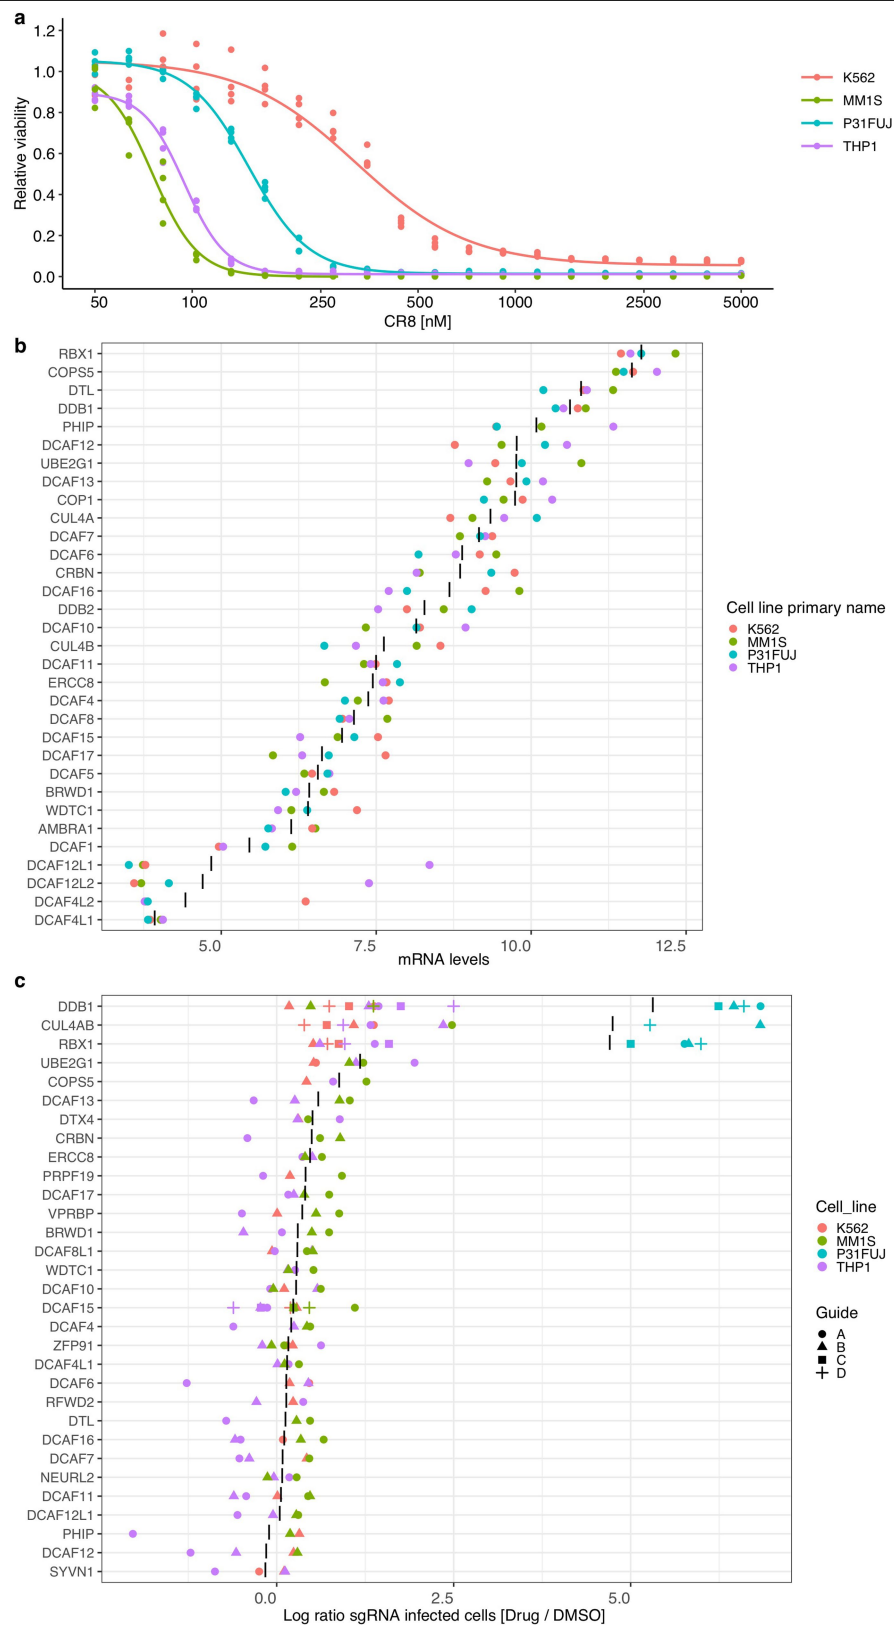 a
1.2
1.0
0.8
0.6
0.4
0.2
0.0
Relative viability
50
100
250
500
1000
2500
5000
CR8 [nM]
K562
MM1S
P31FUJ
THP1
b
RBX1
COPS5
DTL
DDB1
PHIP
DCAF12
UBE2G1
DCAF13
COP1
CUL4A
DCAF7
DCAF6
CRBN
DCAF16
DDB2
DCAF10
CUL4B
DCAF11
ERCC8
DCAF4
DCAF8
DCAF15
DCAF17
DCAF5
BRWD1
WDTC1
AMBRA1
DCAF1
DCAF12L1
DCAF12L2
DCAF4L2
DCAF4L1
5.0
7.5
10.0
12.5
mRNA levels
Cell line primary name
K562
MM1S
P31FUJ
THP1
c
DDB1
CUL4AB
RBX1
UBE2G1
COPS5
DCAF13
DTX4
CRBN
ERCC8
PRPF19
DCAF17
VPRBP
BRWD1
DCAF8L1
WDTC1
DCAF10
DCAF15
DCAF4
ZFP91
DCAF4L1
DCAF6
RFWD2
DTL
DCAF16
DCAF7
NEURL2
DCAF11
DCAF12L1
PHIP
DCAF12
SYVN1
0.0
2.5
5.0
Log ratio sgRNA infected cells [Drug / DMSO]
Cell_line
K562
MM1S
P31FUJ
THP1
Guide
A
B
C
D